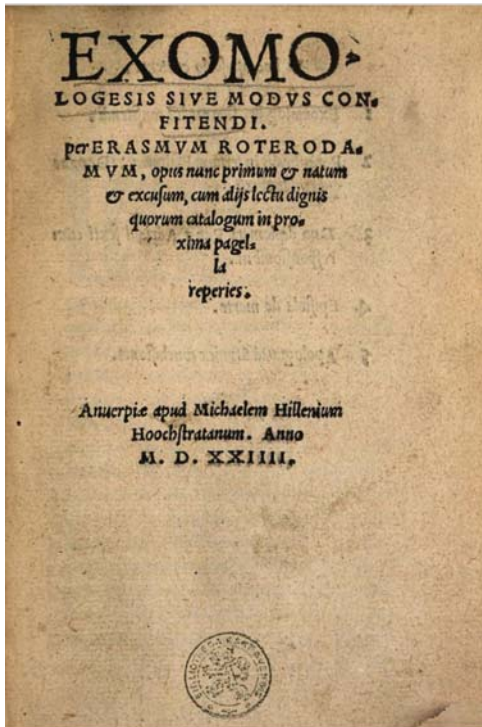 EXOMO-
LOGESIS SIVE MODVS CON-
FITENDI.
per ERASMVM ROTERODA-
MVM, opus nunc primum & natum
& excusum, cum alijs lectu dignis
quorum catalogum in pro-
xima pagel-
la
reperies.
Anuerpiæ apud Michaelem Hillenium
Hoochstratanum. Anno
M. D. XXIIII.